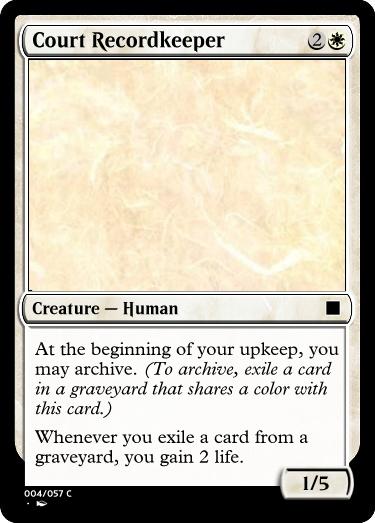 Court Recordkeeper 2
Creature — Human
At the beginning of your upkeep, you
may archive. (To archive, exile a card
in a graveyard that shares a color with
this card.)
Whenever you exile a card from a
graveyard, you gain 2 life.
1/5
004/057 C